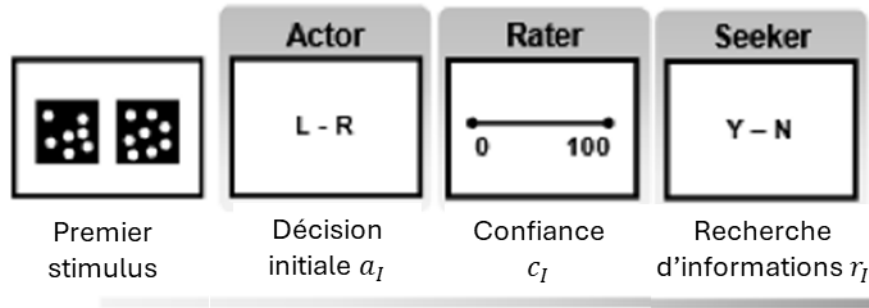 Actor
Rater
Seeker
L - R
0
100
Y – N
Premier
stimulus
Décision
initiale a_I
Confiance
c_I
Recherche
d'informations r_I